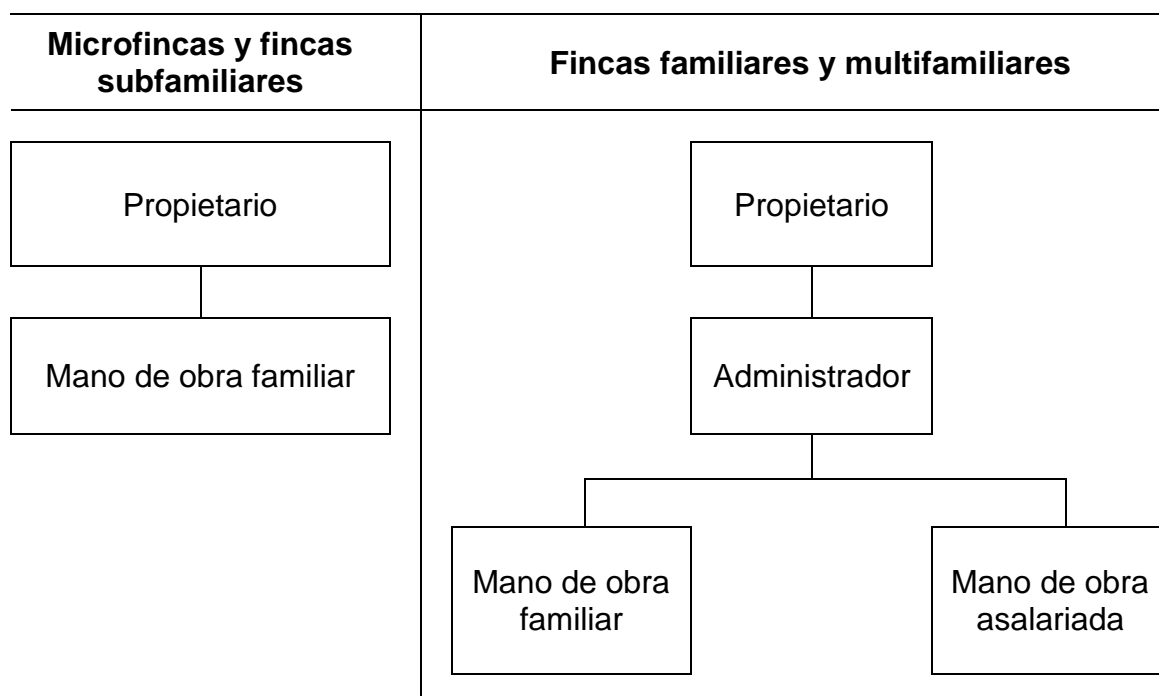 Microfincas y fincas
subfamiliares
Fincas familiares y multifamiliares
Propietario
Mano de obra familiar
Propietario
Administrador
Mano de obra
familiar
Mano de obra
asalariada